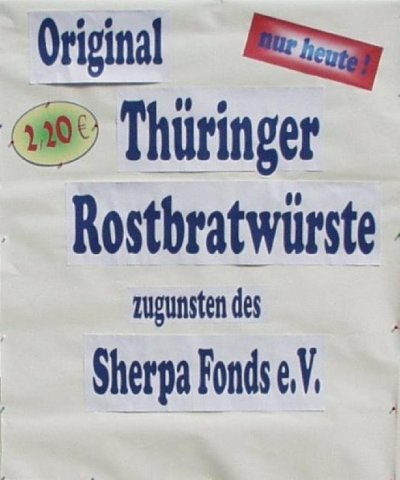 Original
nur heute !
2,20 €
Thüringer
Rostbratwürste
zugunsten des
Sherpa Fonds e.V.